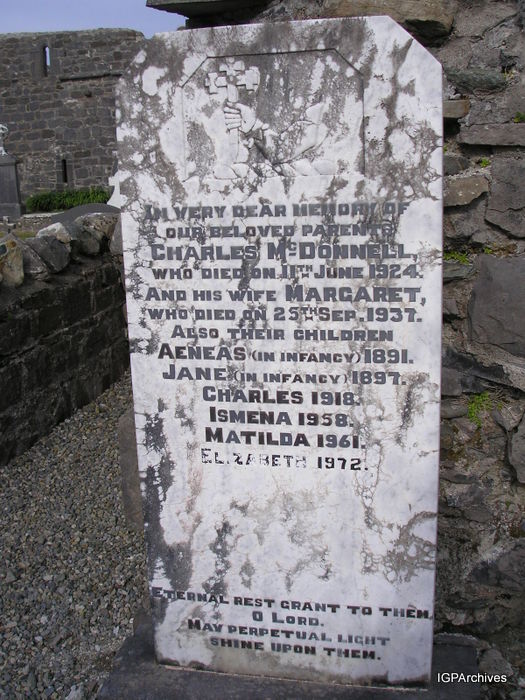 In very dear memory of
our beloved parents
Charles McDonnell,
who died on 11th June 1924.
And his wife Margaret,
who died on 25th Sep. 1937.
Also their children
Aeneas (in infancy) 1891.
Jane (in infancy) 1897.
Charles 1918.
Ismena 1958.
Matilda 1961.
Elizabeth 1972.
Eternal rest grant to them,
O Lord.
May perpetual light
shine upon them.
IGPArchives